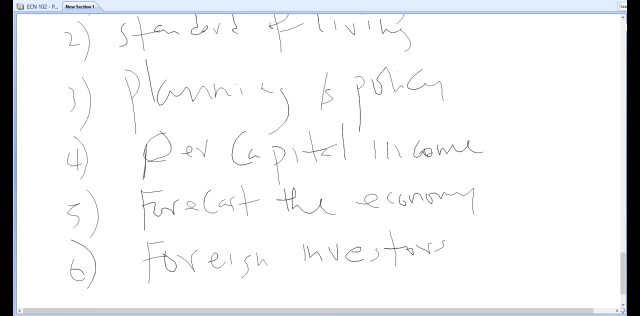 ECN 102 - P...
New Section 1
2) standard of living
3) Planning & policy
4) Per Capital income
5) Forecast the economy
6) Foreign investors